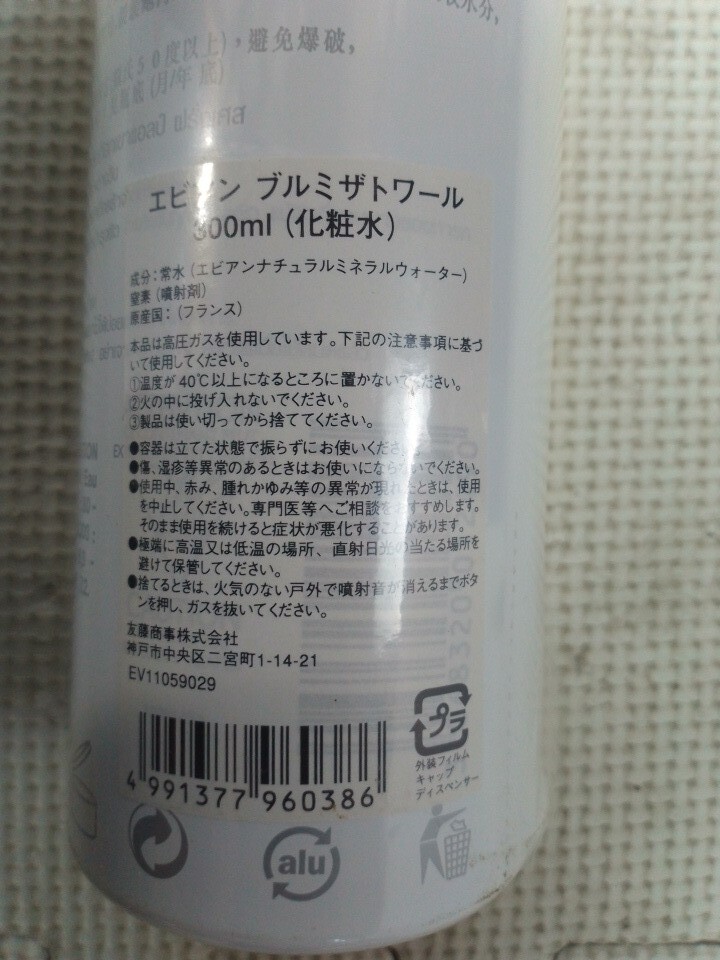 度以上)，避免爆破，
(月/年 底)
エビアン ブルミザトワール
300ml (化粧水)
成分：常水 (エビアンナチュラルミネラルウォーター)
窒素 (噴射剤)
原産国： (フランス)
本品は高圧ガスを使用しています。下記の注意事項に基づ
いて使用してください。
①温度が40℃以上になるところに置かないでください。
②火の中に投げ入れないでください。
③製品は使い切ってから捨ててください。
●容器は立てた状態で振らずにお使いくださ
●傷、湿疹等異常のあるときはお使いにならないでください。
●使用中、赤み、腫れかゆみ等の異常が現れたときは、使用
を中止してください。専門医等へご相談をおすすめします。
そのまま使用を続けると症状が悪化することがあります。
●極端に高温又は低温の場所、直射日光の当たる場所を
避けて保管してください。
●捨てるときは、火気のない戸外で噴射音が消えるまでボタ
ンを押し、ガスを抜いてください。
友藤商事株式会社
神戸市中央区二宮町1-14-21
EV11059029
プラ
外装フィルム
キャップ
ディスペンサー
4 991377 960386
alu